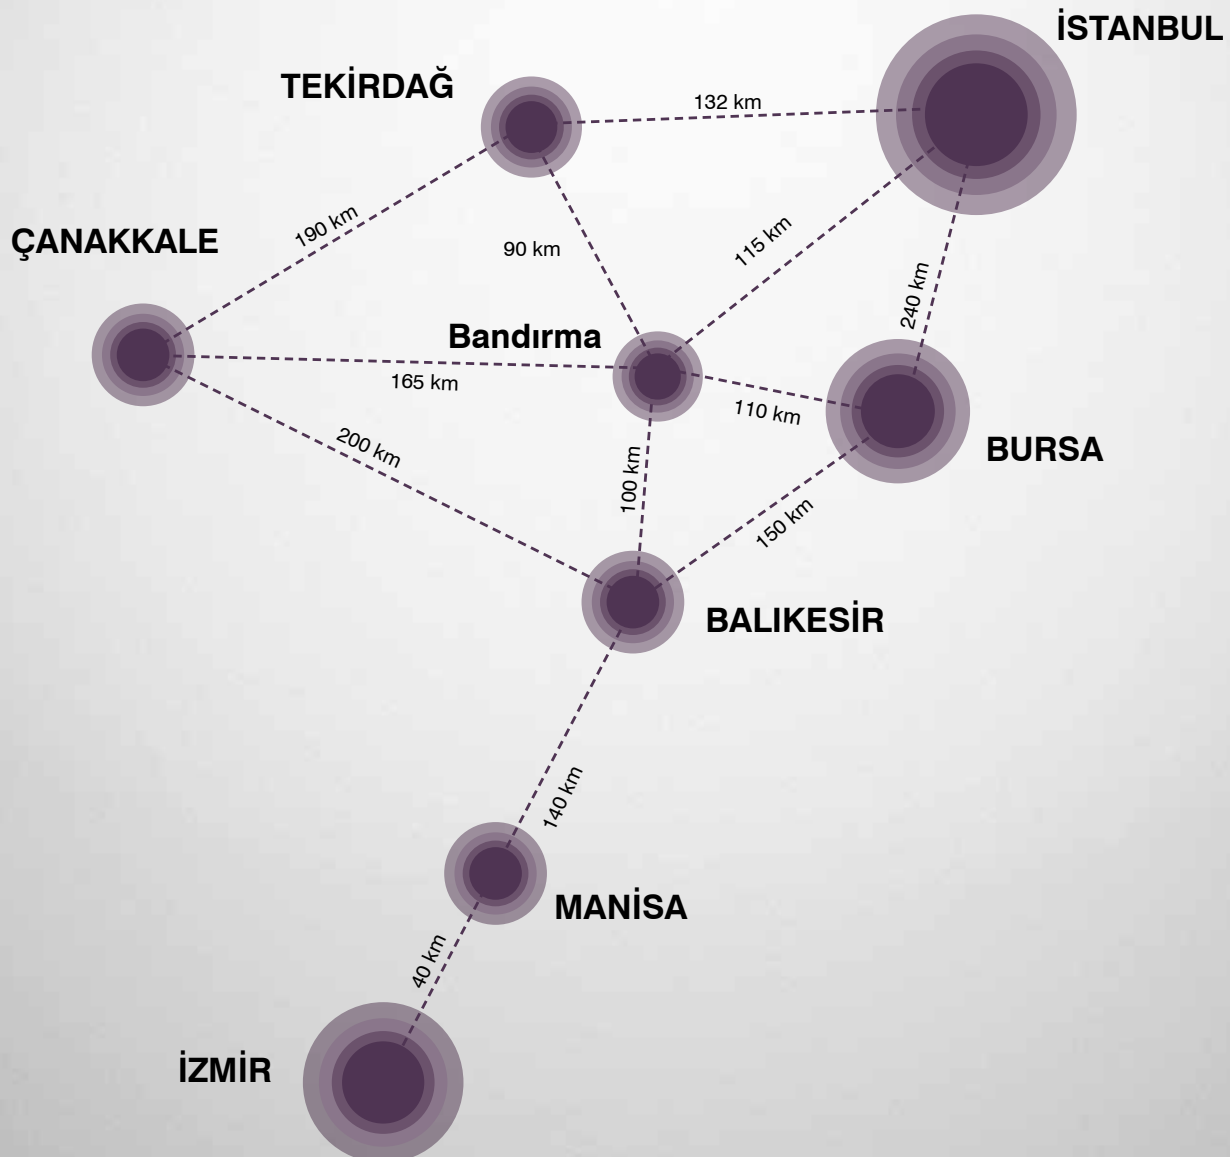 İSTANBUL
TEKİRDAĞ
132 km
190 km
ÇANAKKALE
90 km
115 km
240 km
Bandırma
165 km
110 km
BURSA
200 km
100 km
150 km
BALIKESİR
140 km
MANİSA
40 km
İZMİR